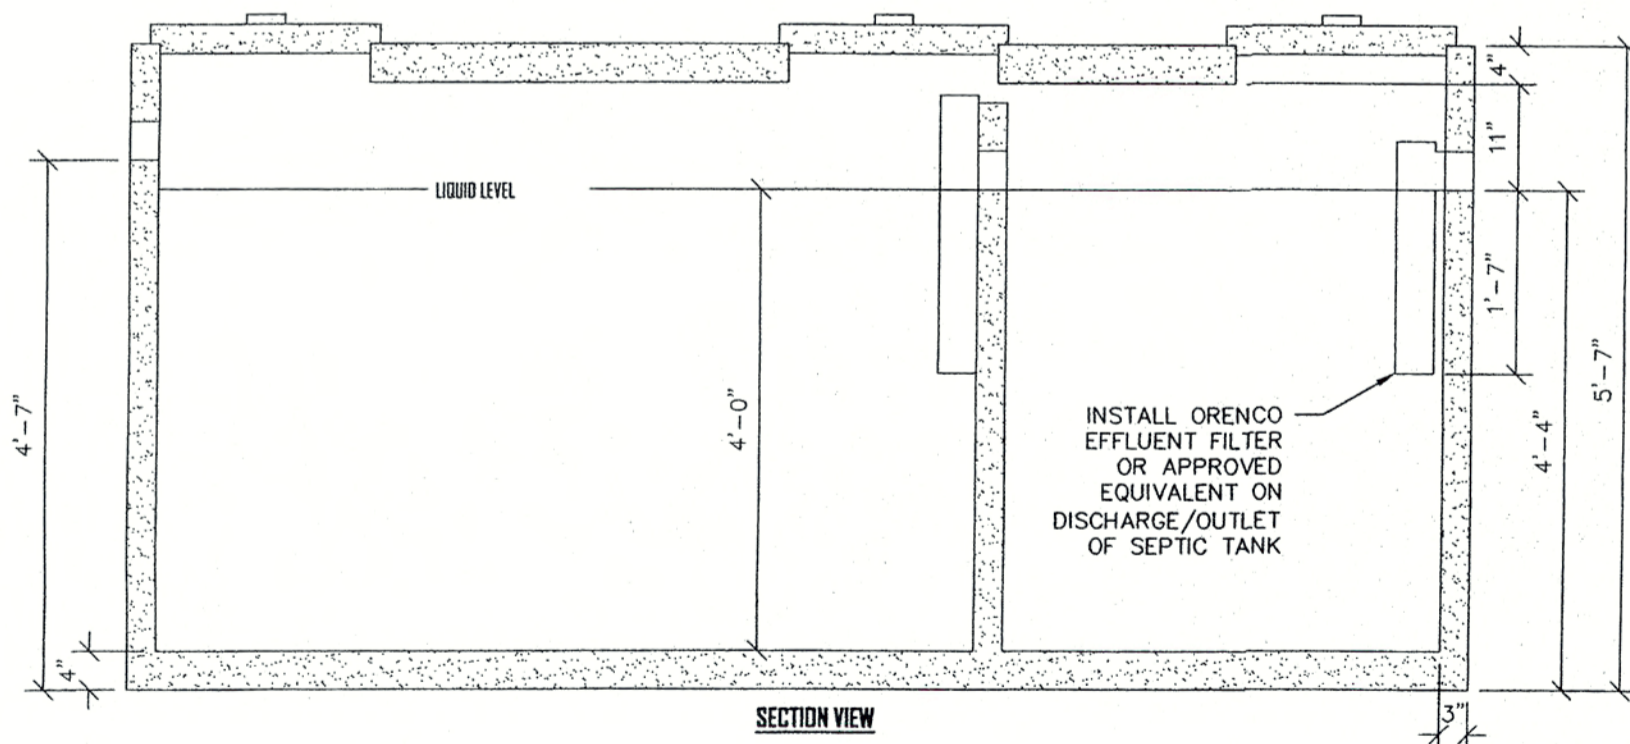 4"
11"
LIQUID LEVEL
1'-7"
5'-7"
4'-7"
4'-0"
4'-4"
INSTALL ORENCO
EFFLUENT FILTER
OR APPROVED
EQUIVALENT ON
DISCHARGE/OUTLET
OF SEPTIC TANK
4"
SECTION VIEW
3"